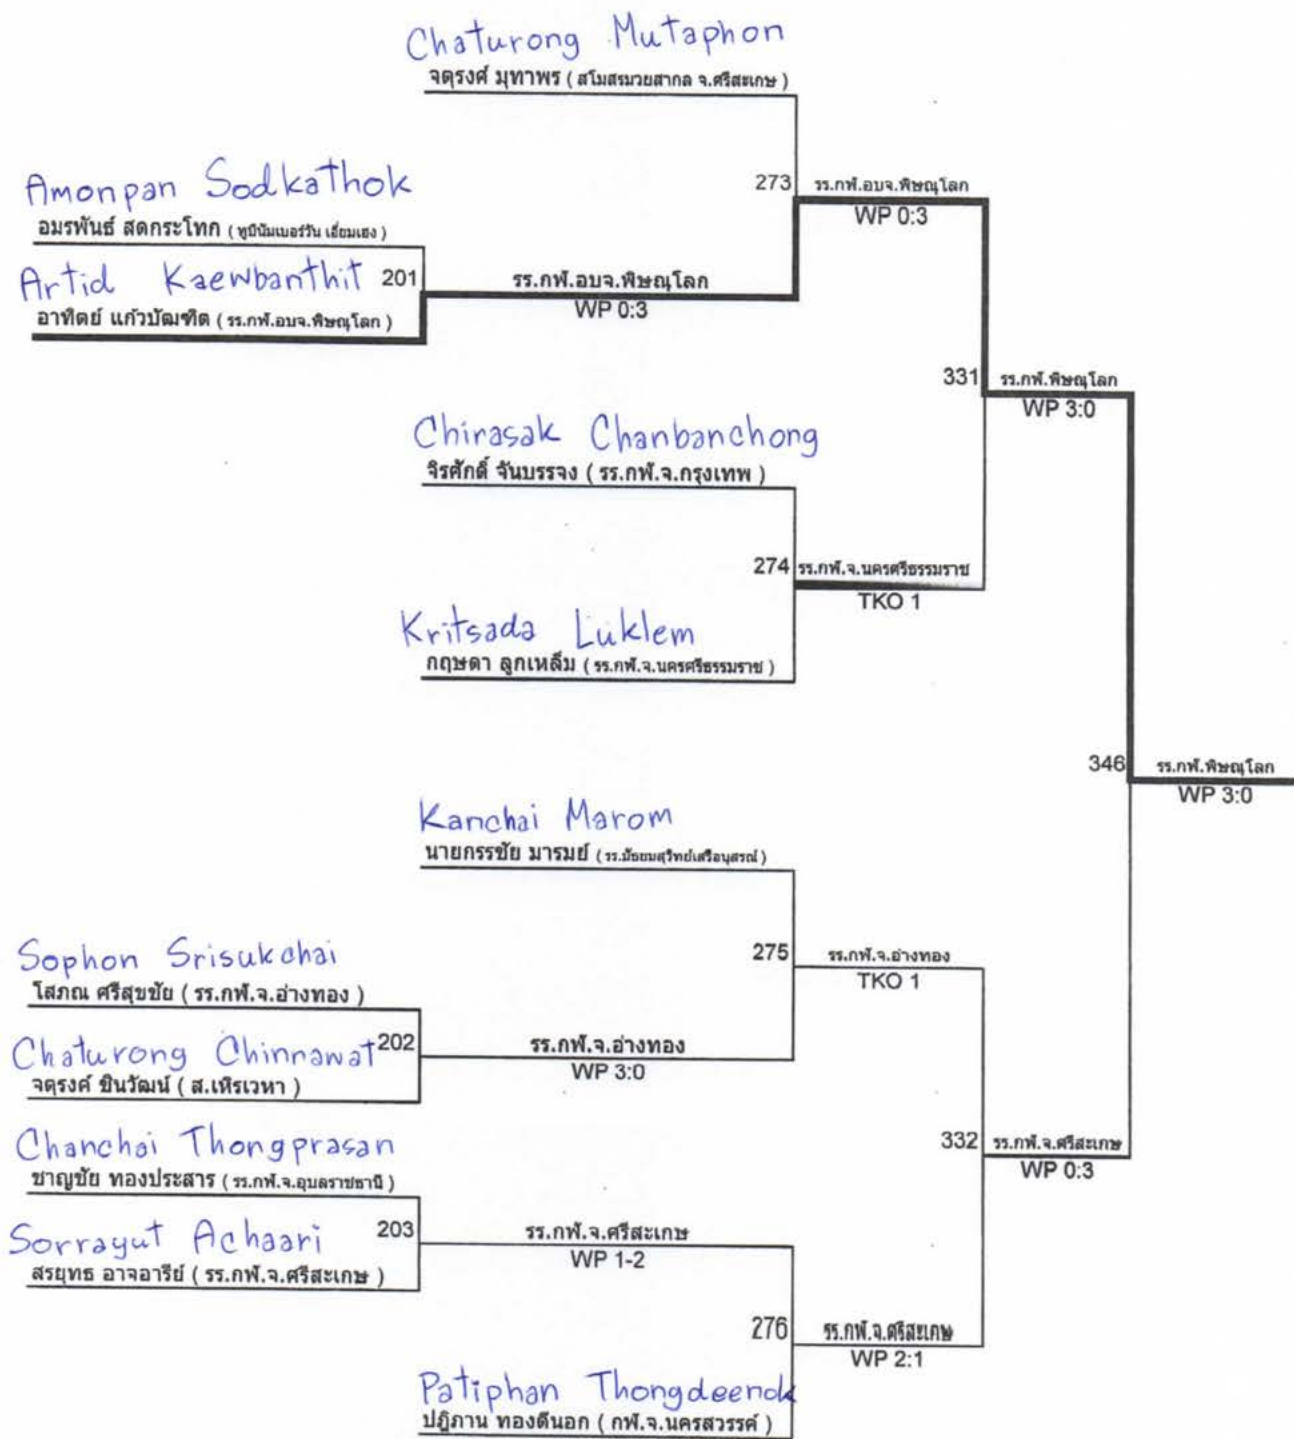 Chaturong Mutaphon
จตุรงศ์ มุทาพร ( สโมสรมวยสากล จ.ศรีสะเกษ )
273
รร.กฬ.อบจ.พิษณุโลก
WP 0:3
Amonpan Sodkathok
อมรพันธ์ สดกระโทก ( ทูบีนัมเบอร์วัน เอี่ยมเฮง )
Artid Kaewbanthit
201
รร.กฬ.อบจ.พิษณุโลก
WP 0:3
อาทิตย์ แก้วบัณฑิต ( รร.กฬ.อบจ.พิษณุโลก )
331
รร.กฬ.พิษณุโลก
WP 3:0
Chirasak Chanbanchong
จิรศักดิ์ จันบรรจง ( รร.กฬ.จ.กรุงเทพ )
274
รร.กฬ.จ.นครศรีธรรมราช
TKO 1
Kritsada Luklem
กฤษดา ลูกเหล็ม ( รร.กฬ.จ.นครศรีธรรมราช )
346
รร.กฬ.พิษณุโลก
WP 3:0
Kanchai Marom
นายกรรชัย มารมย์ ( รร.มัธยมสุวิทย์เสรีอนุสรณ์ )
275
รร.กฬ.จ.อ่างทอง
TKO 1
Sophon Srisukchai
โสภณ ศรีสุขชัย ( รร.กฬ.จ.อ่างทอง )
Chaturong Chinnawat
202
รร.กฬ.จ.อ่างทอง
WP 3:0
จตุรงค์ ชินวัฒน์ ( ส.เหิรเวหา )
Chanchai Thongprasan
ชาญชัย ทองประสาร ( รร.กฬ.จ.อุบลราชธานี )
332
รร.กฬ.จ.ศรีสะเกษ
WP 0:3
Sorrayut Achaari
203
รร.กฬ.จ.ศรีสะเกษ
WP 1-2
สรยุทธ อาจอารีย์ ( รร.กฬ.จ.ศรีสะเกษ )
276
รร.กฬ.จ.ศรีสะเกษ
WP 2:1
Patiphan Thongdeenok
ปฏิภาน ทองดีนอก ( กฬ.จ.นครสวรรค์ )